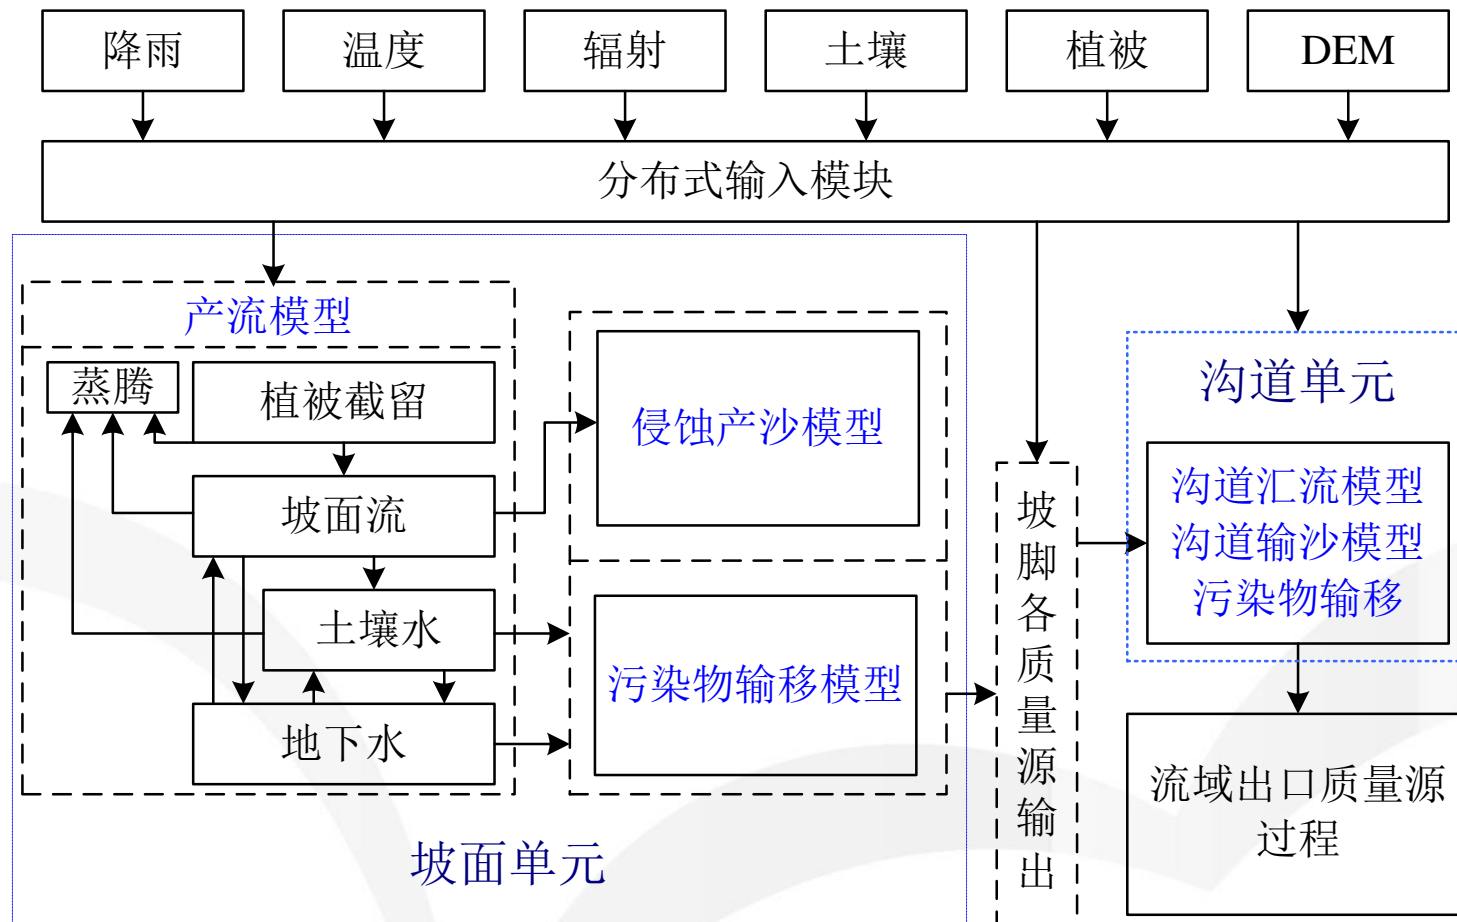 降雨
温度
辐射
土壤
植被
DEM
分布式输入模块
产流模型
蒸腾
植被截留
坡面流
土壤水
地下水
侵蚀产沙模型
污染物输移模型
坡面单元
坡脚各质量源输出
沟道单元
沟道汇流模型
沟道输沙模型
污染物输移
流域出口质量源
过程